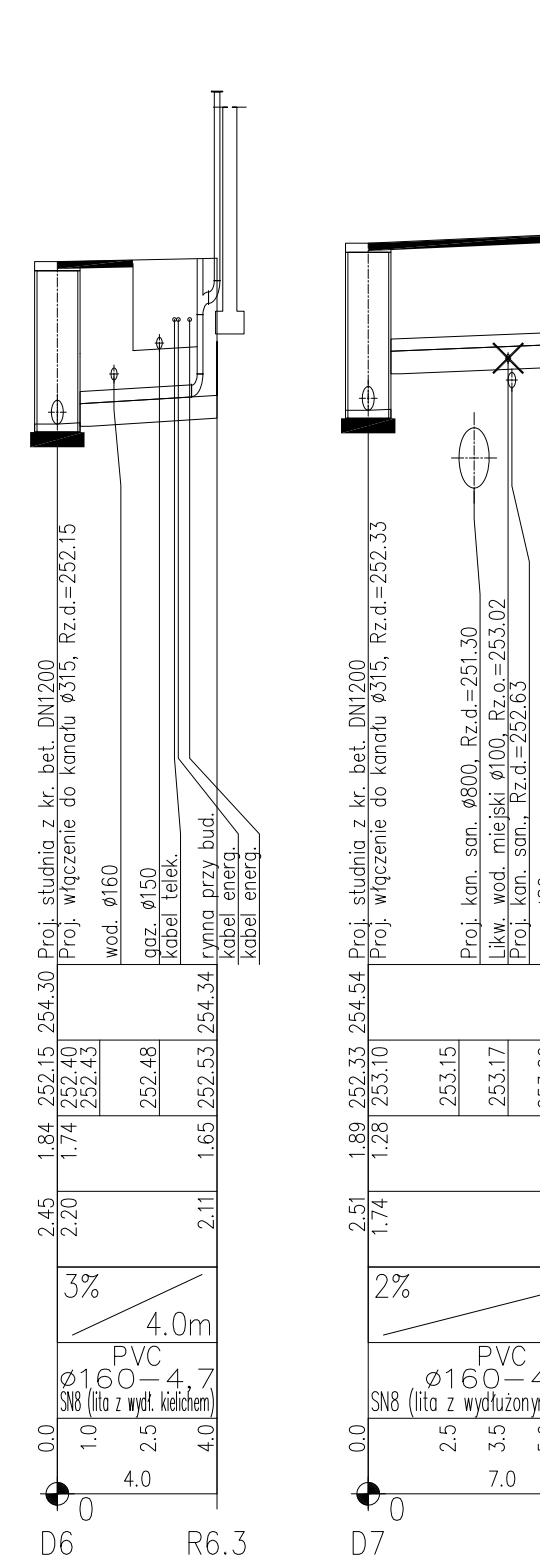 Proj. studnia z kr. bet. DN1200
Proj. włączenie do kanału ø315, Rz.d.=252.15
wod. ø160
gaz. ø150
kabel telek.
rynna przy bud.
kabel energ.
kabel energ.
254.30
254.34
252.15
252.40
252.43
252.48
252.53
1.84
1.74
1.65
2.45
2.20
2.11
3%
4.0m
PVC
ø160-4,7
SN8 (lita z wydł. kielichem)
0.0
1.0
2.5
4.0
4.0
0
D6
R6.3
Proj. studnia z kr. bet. DN1200
Proj. włączenie do kanału ø315, Rz.d.=252.33
Proj. kan. san. ø800, Rz.d.=251.30
Likw. wod. miejski ø100, Rz.o.=253.02
Proj. kan. san., Rz.d.=252.63
254.54
252.33
253.10
253.15
253.17
1.89
1.28
2.51
1.74
2%
PVC
ø160-4
SN8 (lita z wydłużony
0.0
2.5
3.5
7.0
0
D7